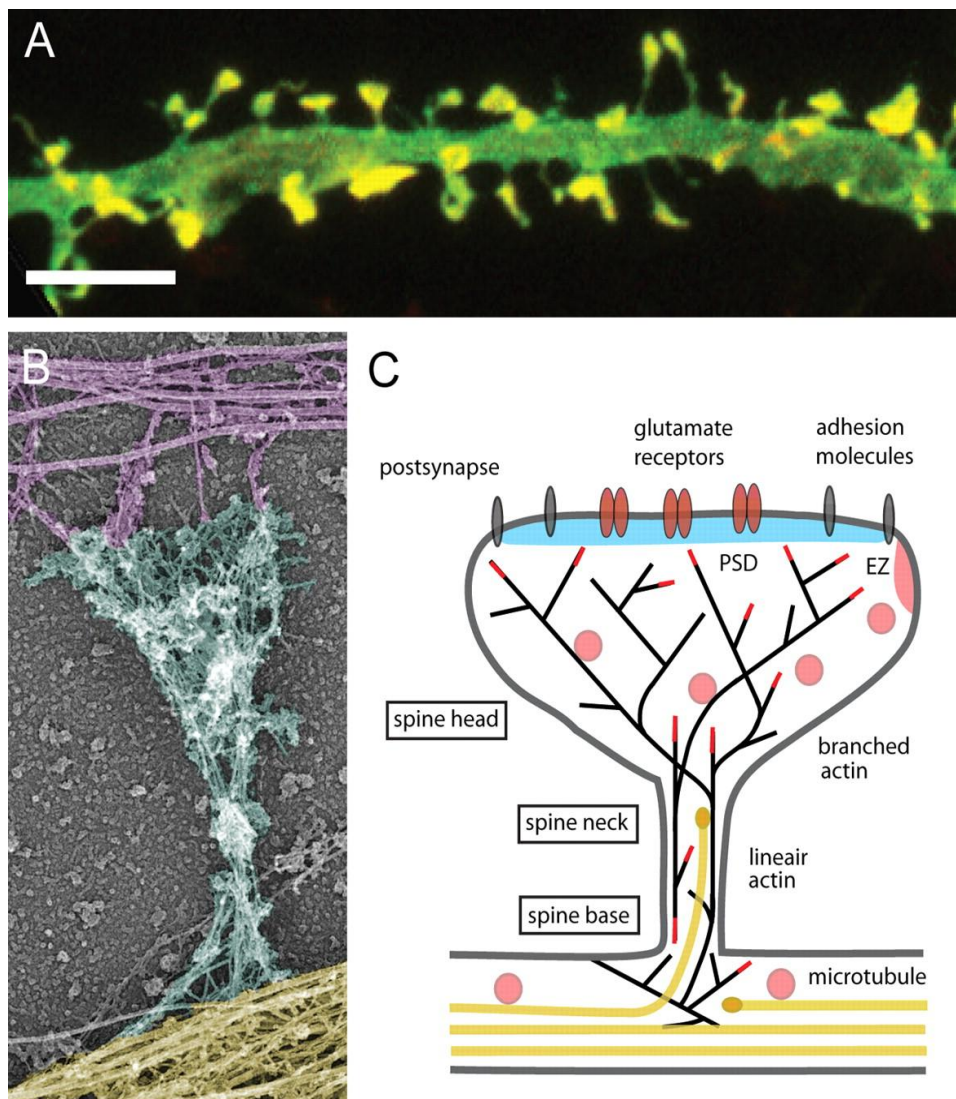 A
B
C
postsynapse
glutamate
receptors
adhesion
molecules
PSD
EZ
spine head
branched
actin
spine neck
lineair
actin
spine base
microtubule